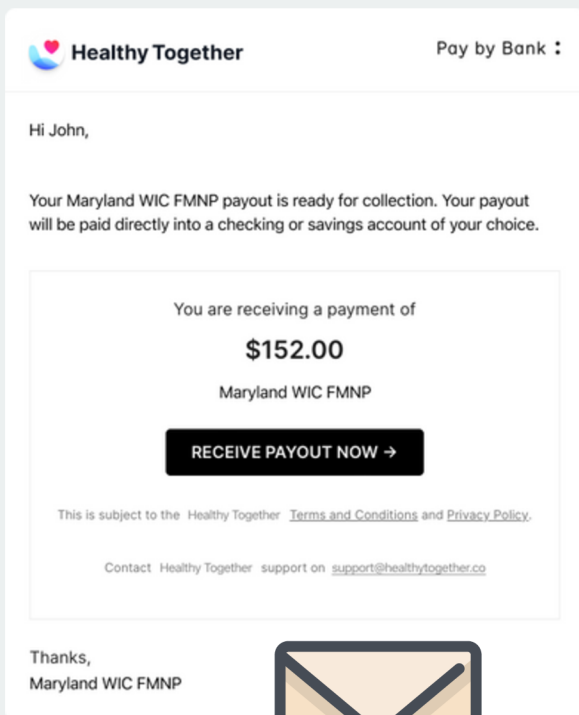 Healthy Together
Pay by Bank :
Hi John,
Your Maryland WIC FMNP payout is ready for collection. Your payout
will be paid directly into a checking or savings account of your choice.
You are receiving a payment of
$152.00
Maryland WIC FMNP
RECEIVE PAYOUT NOW →
This is subject to the Healthy Together Terms and Conditions and Privacy Policy.
Contact Healthy Together support on support@healthytogether.co
Thanks,
Maryland WIC FMNP